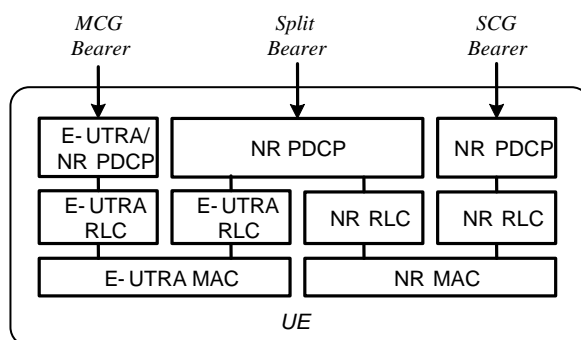 MCG Bearer
Split Bearer
SCG Bearer
E-UTRA/
NR PDCP
NR PDCP
NR PDCP
E-UTRA
RLC
E-UTRA
RLC
NR RLC
NR RLC
E-UTRA MAC
NR MAC
UE